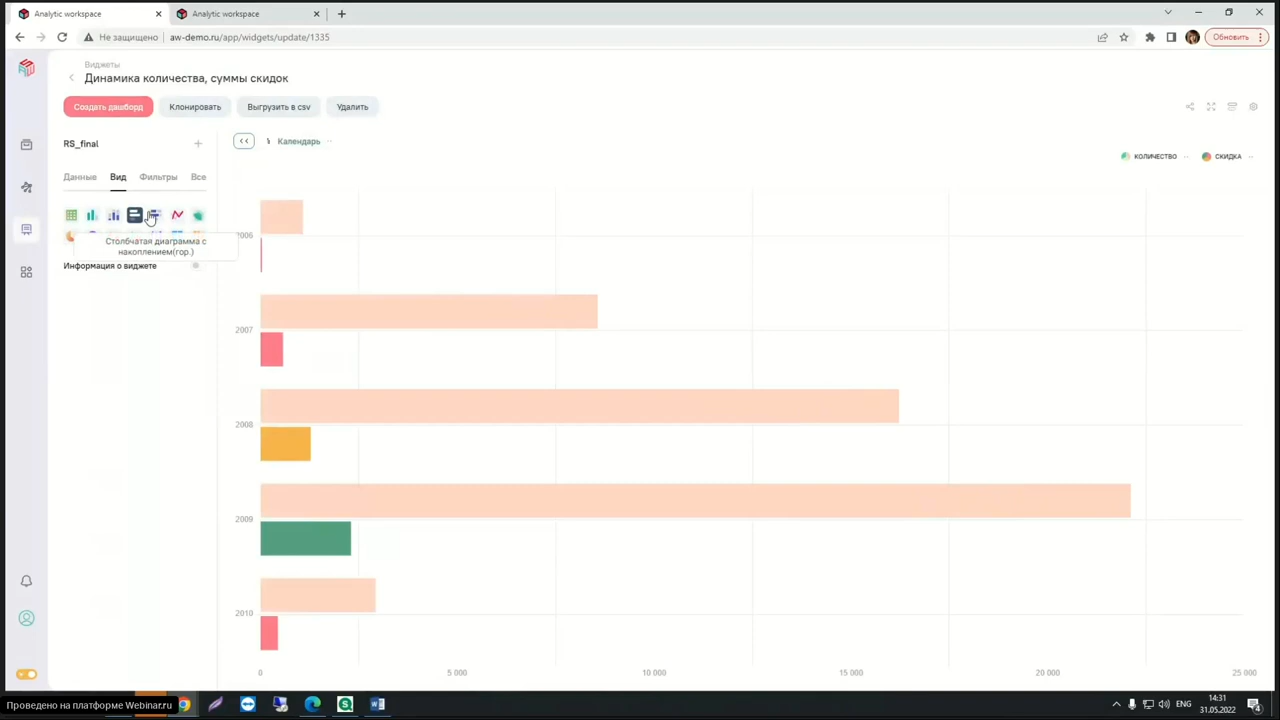 Analytic workspace
Analytic workspace
Не защищено
aw-demo.ru/app/widgets/update/1335
Обновить
Виджеты
Динамика количества, суммы скидок
Создать дашборд
Клонировать
Выгрузить в csv
Удалить
RS_final
Календарь
КОЛИЧЕСТВО
СКИДКА
Данные
Вид
Фильтры
Все
Столбчатая диаграмма с
накоплением(гор.)
Информация о виджете
2006
2007
2008
2009
2010
0
5 000
10 000
15 000
20 000
25 000
Проведено на платформе Webinar.ru
ENG
14:31
31.05.2022
4